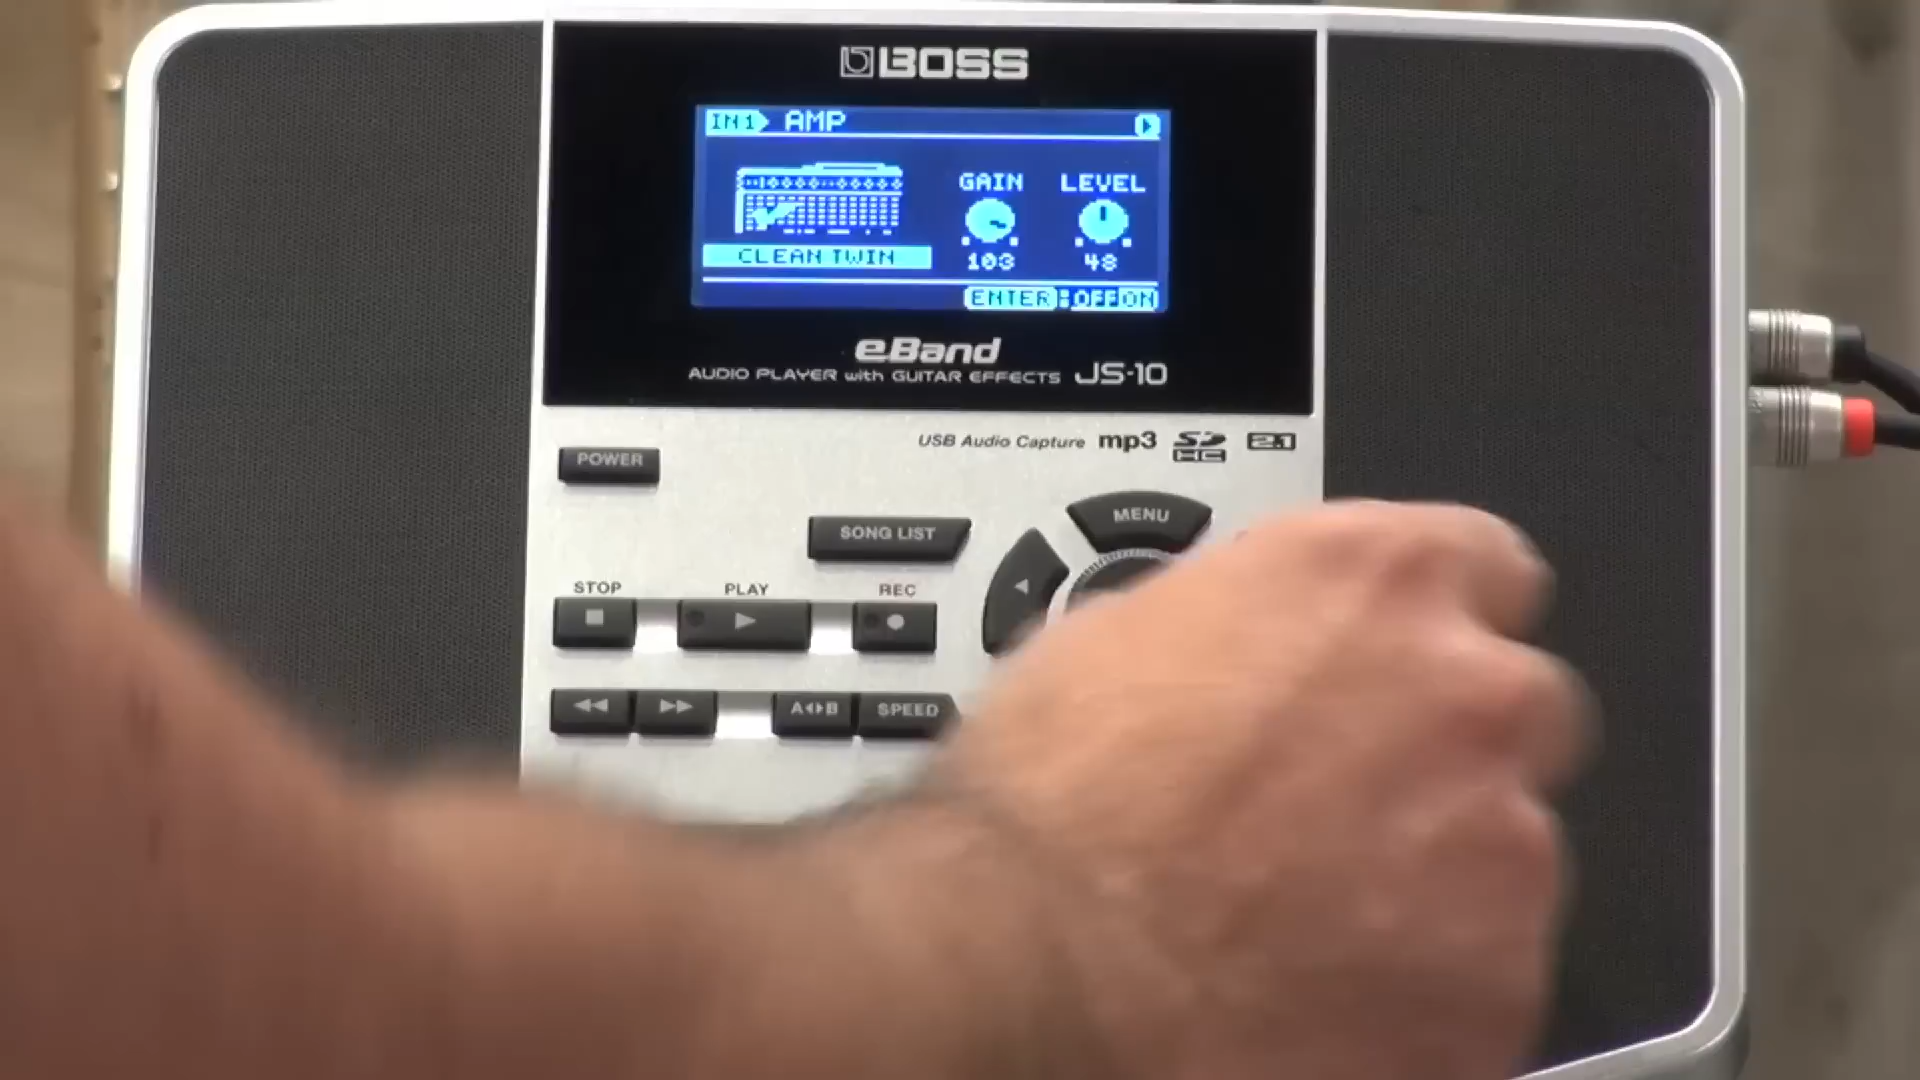 BOSS
IN1 AMP
GAIN LEVEL
CLEAN TWIN 103 48
ENTER:OFF ON
eBand
AUDIO PLAYER with GUITAR EFFECTS JS-10
USB Audio Capture mp3 SD HC 2.1
POWER
MENU
SONG LIST
STOP PLAY REC
A B SPEED